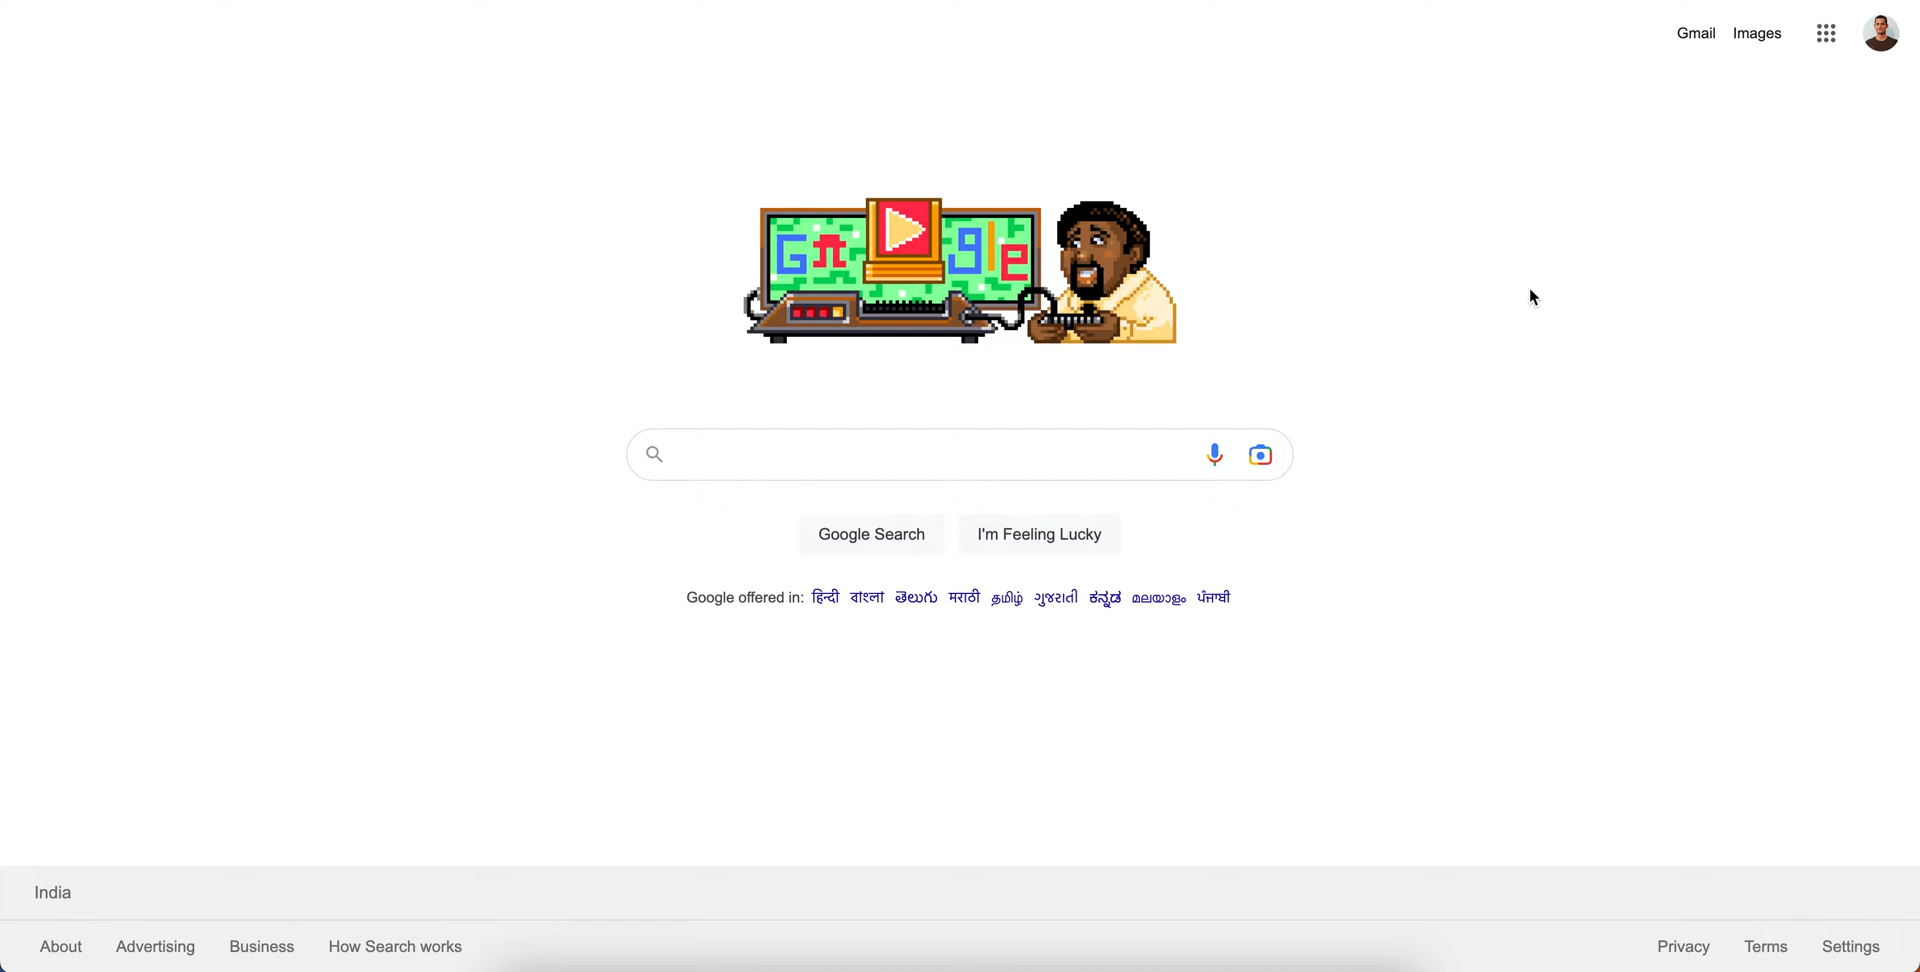 Gmail Images
Google
Google Search I'm Feeling Lucky
Google offered in: हिन्दी বাংলা తెలుగు मराठी தமிழ் ગુજરાતી ಕನ್ನಡ മലയാളം ਪੰਜਾਬੀ
India
About Advertising Business How Search works Privacy Terms Settings